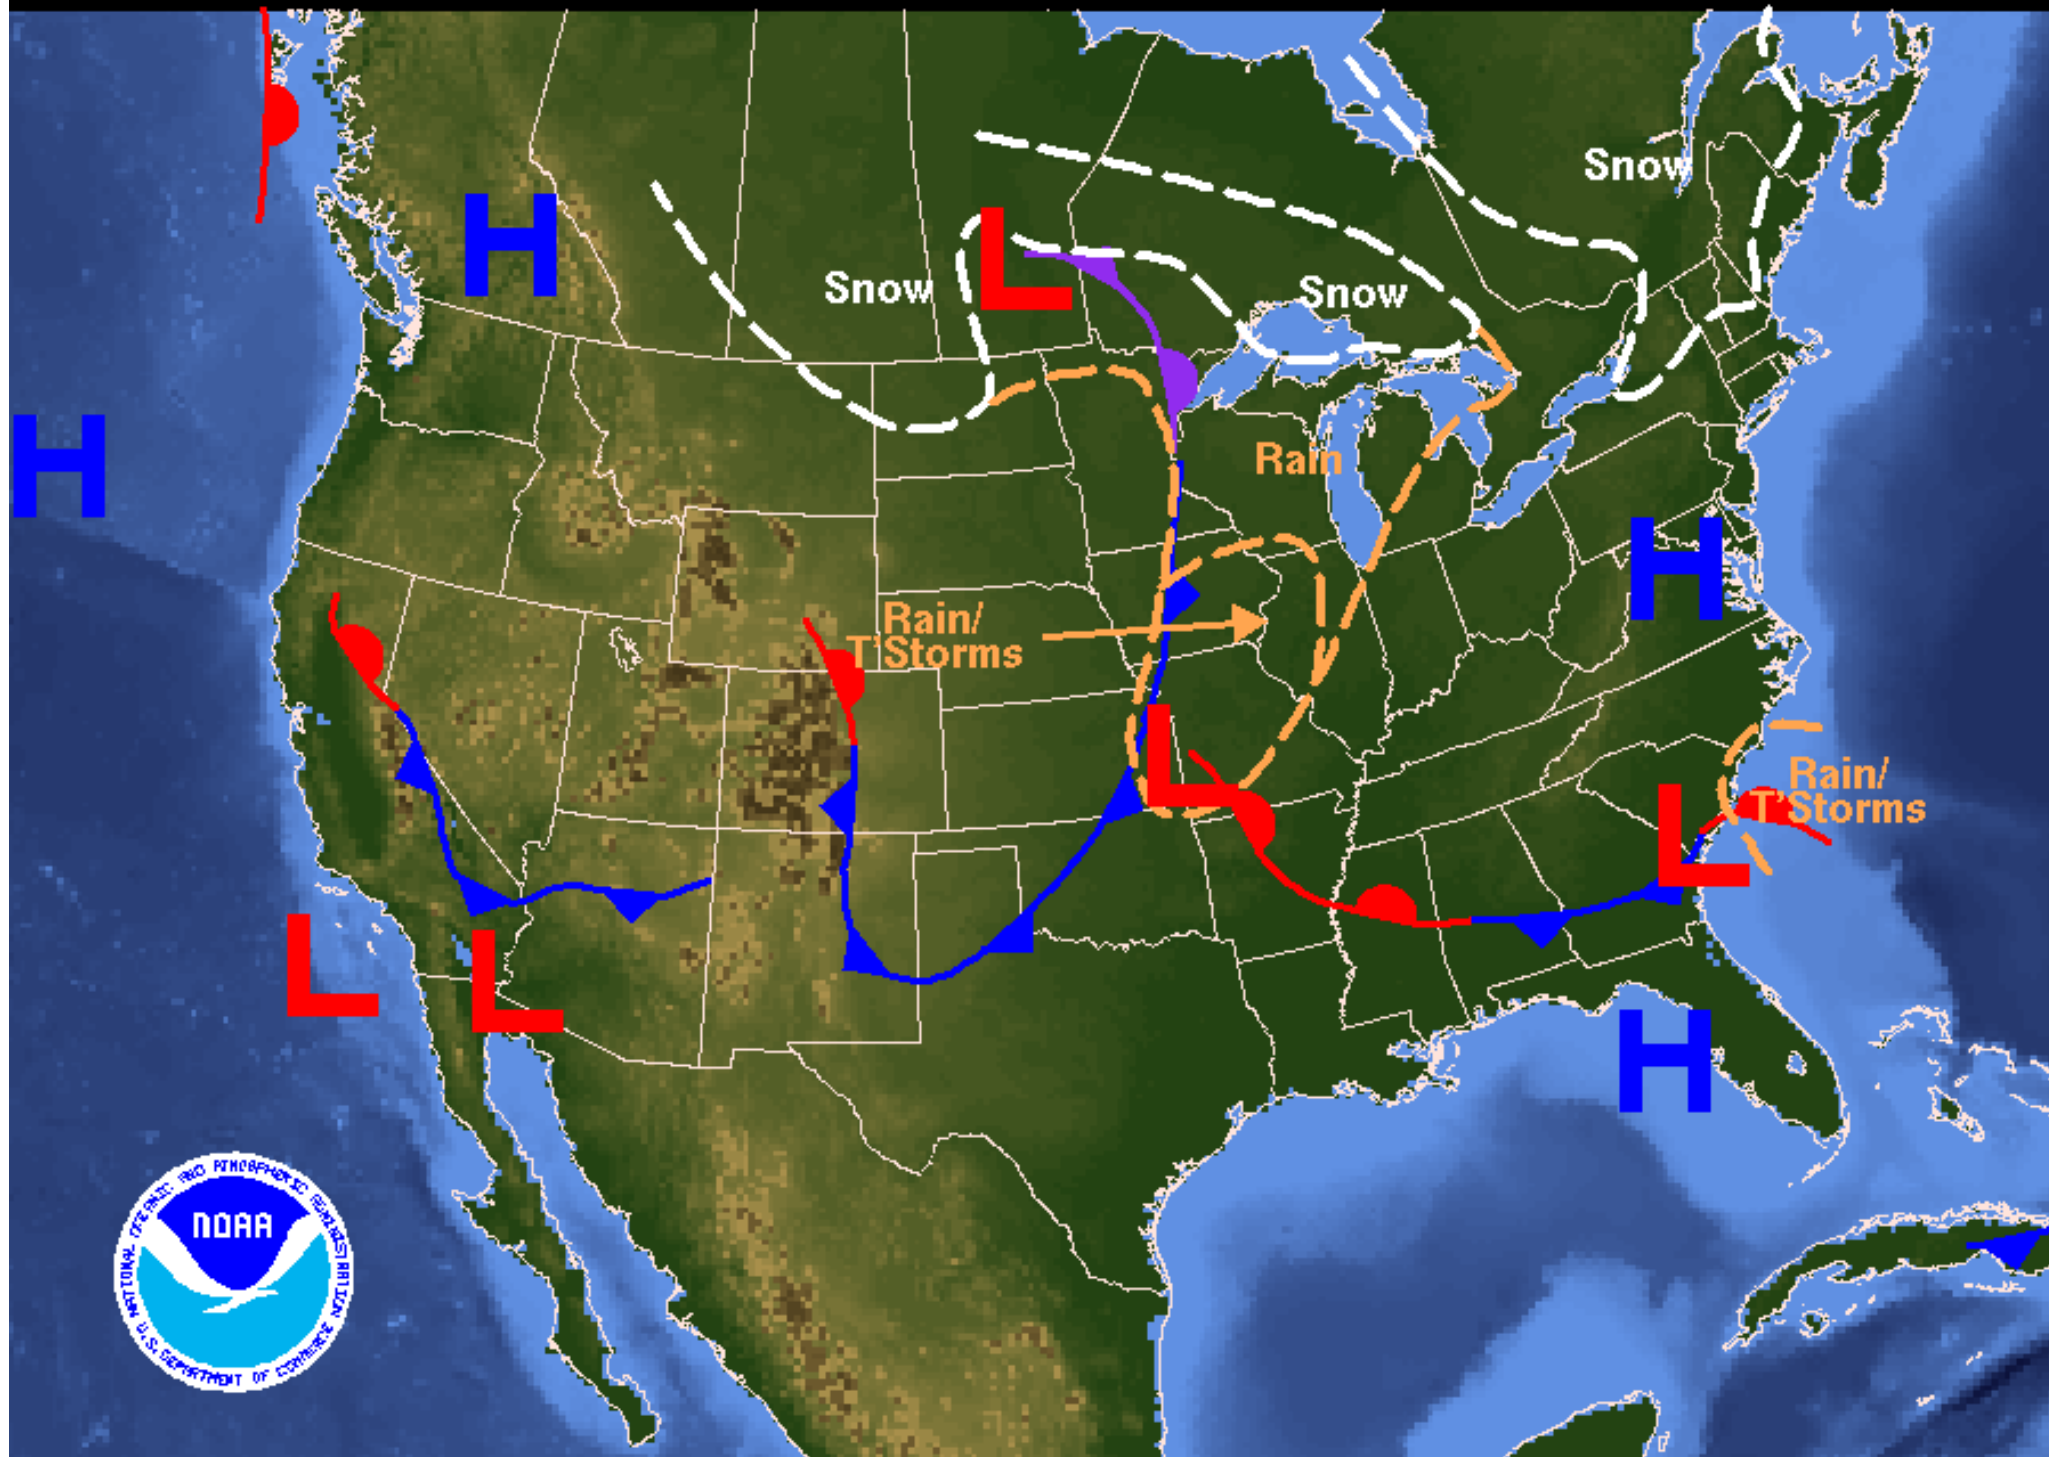 Snow
H
L
Snow
Snow
H
Rain
H
Rain/
T'Storms
L
Rain/
T'Storms
L
L
L
H
NATIONAL OCEANIC AND ATMOSPHERIC ADMINISTRATION
NOAA
U.S. DEPARTMENT OF COMMERCE